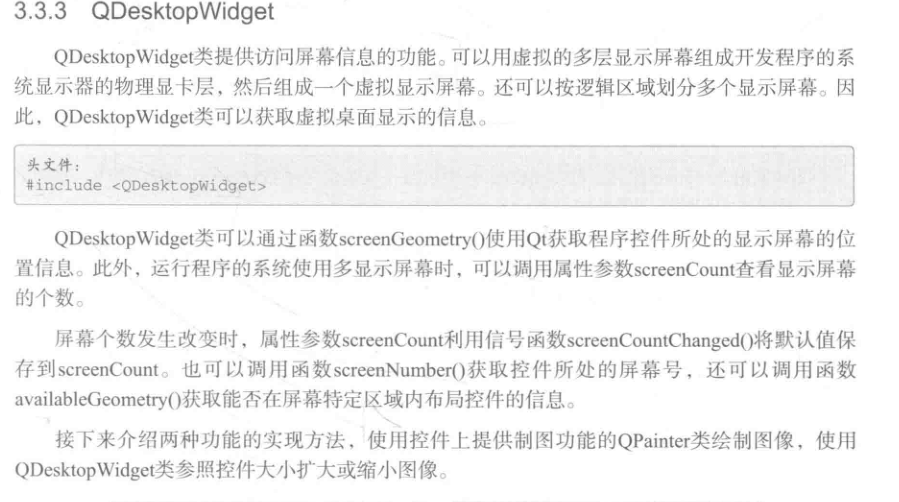 3.3.3 QDesktopWidget
QDesktopWidget类提供访问屏幕信息的功能。可以用虚拟的多层显示屏幕组成开发程序的系
统显示器的物理显卡层，然后组成一个虚拟显示屏幕。还可以按逻辑区域划分多个显示屏幕。因
此，QDesktopWidget类可以获取虚拟桌面显示的信息。
头文件：
#include <QDesktopWidget>
QDesktopWidget类可以通过函数screenGeometry()使用Qt获取程序控件所处的显示屏幕的位
置信息。此外，运行程序的系统使用多显示屏幕时，可以调用属性参数screenCount查看显示屏幕
的个数。
屏幕个数发生改变时，属性参数screenCount利用信号函数screenCountChanged()将默认值保
存到screenCount。也可以调用函数screenNumber()获取控件所处的屏幕号，还可以调用函数
availableGeometry()获取能否在屏幕特定区域内布局控件的信息。
接下来介绍两种功能的实现方法，使用控件上提供制图功能的QPainter类绘制图像，使用
QDesktopWidget类参照控件大小扩大或缩小图像。